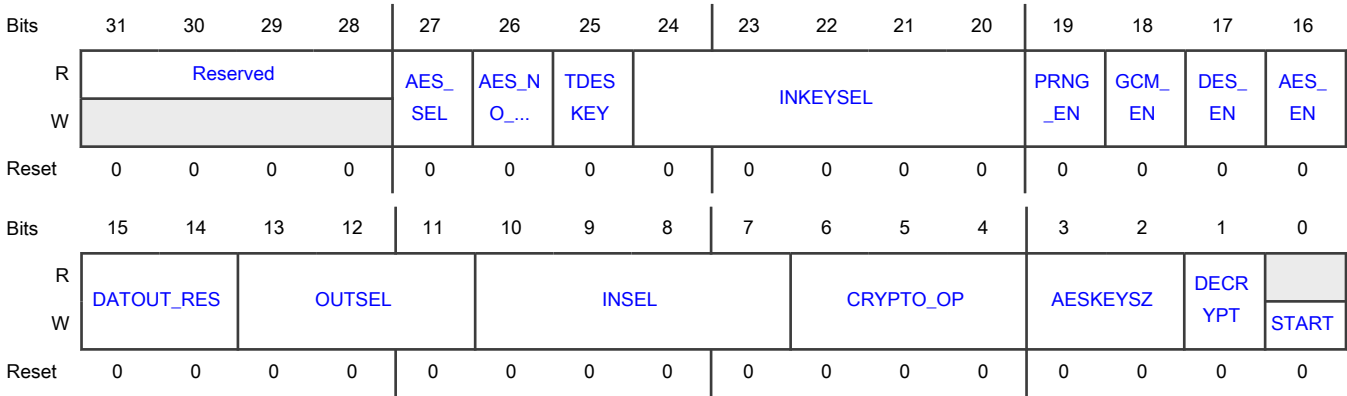 Bits 31 30 29 28 27 26 25 24 23 22 21 20 19 18 17 16
R Reserved AES_ AES_N TDES INKEYSEL PRNG GCM_ DES_ AES_
W SEL O_... KEY _EN EN EN EN
Reset 0 0 0 0 0 0 0 0 0 0 0 0 0 0 0 0
Bits 15 14 13 12 11 10 9 8 7 6 5 4 3 2 1 0
R DATOUT_RES OUTSEL INSEL CRYPTO_OP AESKEYSZ DECR
W YPT START
Reset 0 0 0 0 0 0 0 0 0 0 0 0 0 0 0 0